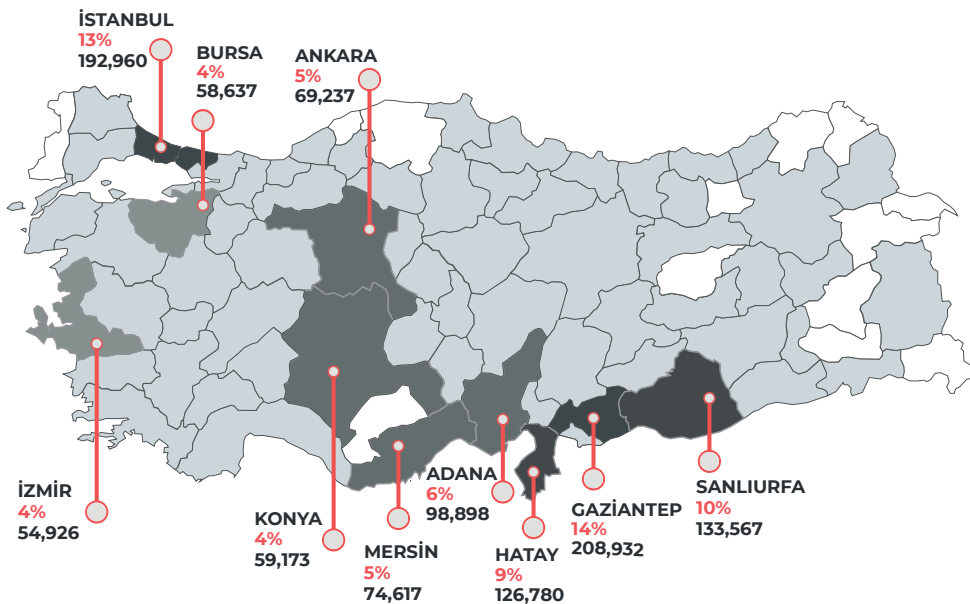 İSTANBUL
13%
192,960
BURSA
4%
58,637
ANKARA
5%
69,237
İZMİR
4%
54,926
KONYA
4%
59,173
MERSİN
5%
74,617
ADANA
6%
98,898
HATAY
9%
126,780
GAZİANTEP
14%
208,932
SANLIURFA
10%
133,567